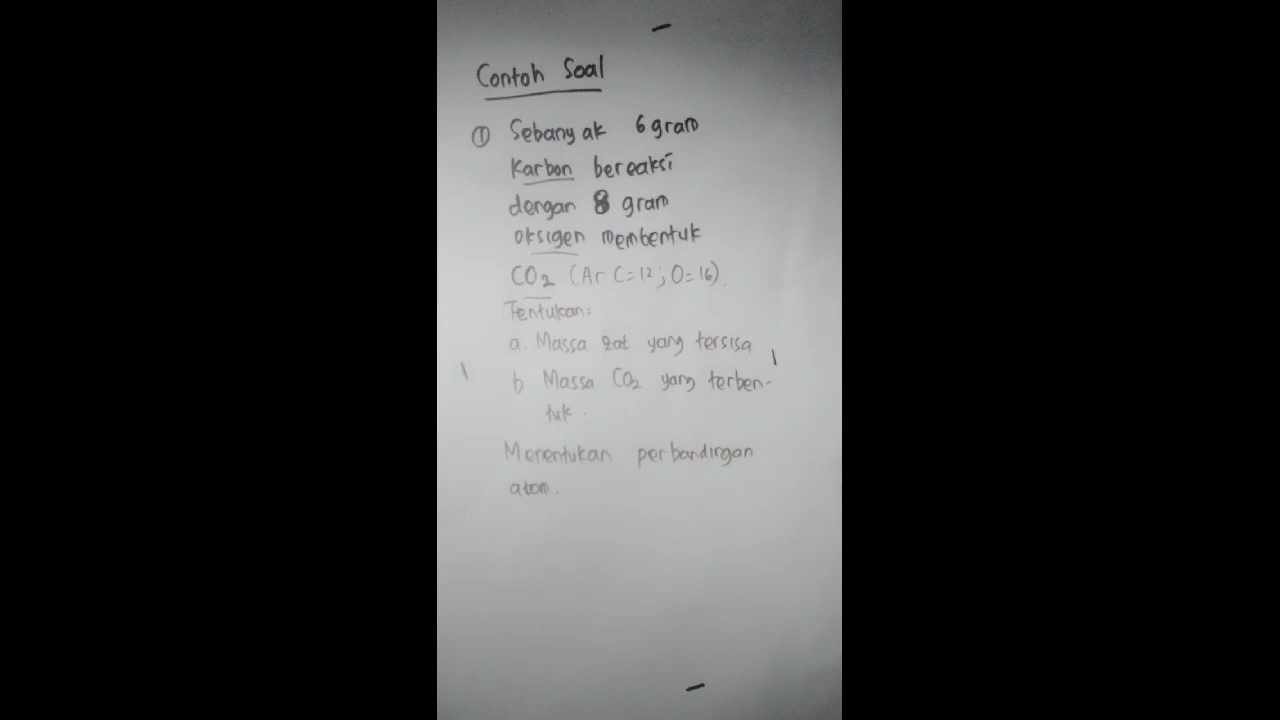 Contoh Soal
① Sebanyak 6 gram
Karbon bereaksi
dengan 8 gram
oksigen membentuk
CO₂ (Ar C=12; O=16).
Tentukan:
a. Massa zat yang tersisa
b. Massa CO₂ yang terben-
tuk.
Menentukan perbandingan
atom.